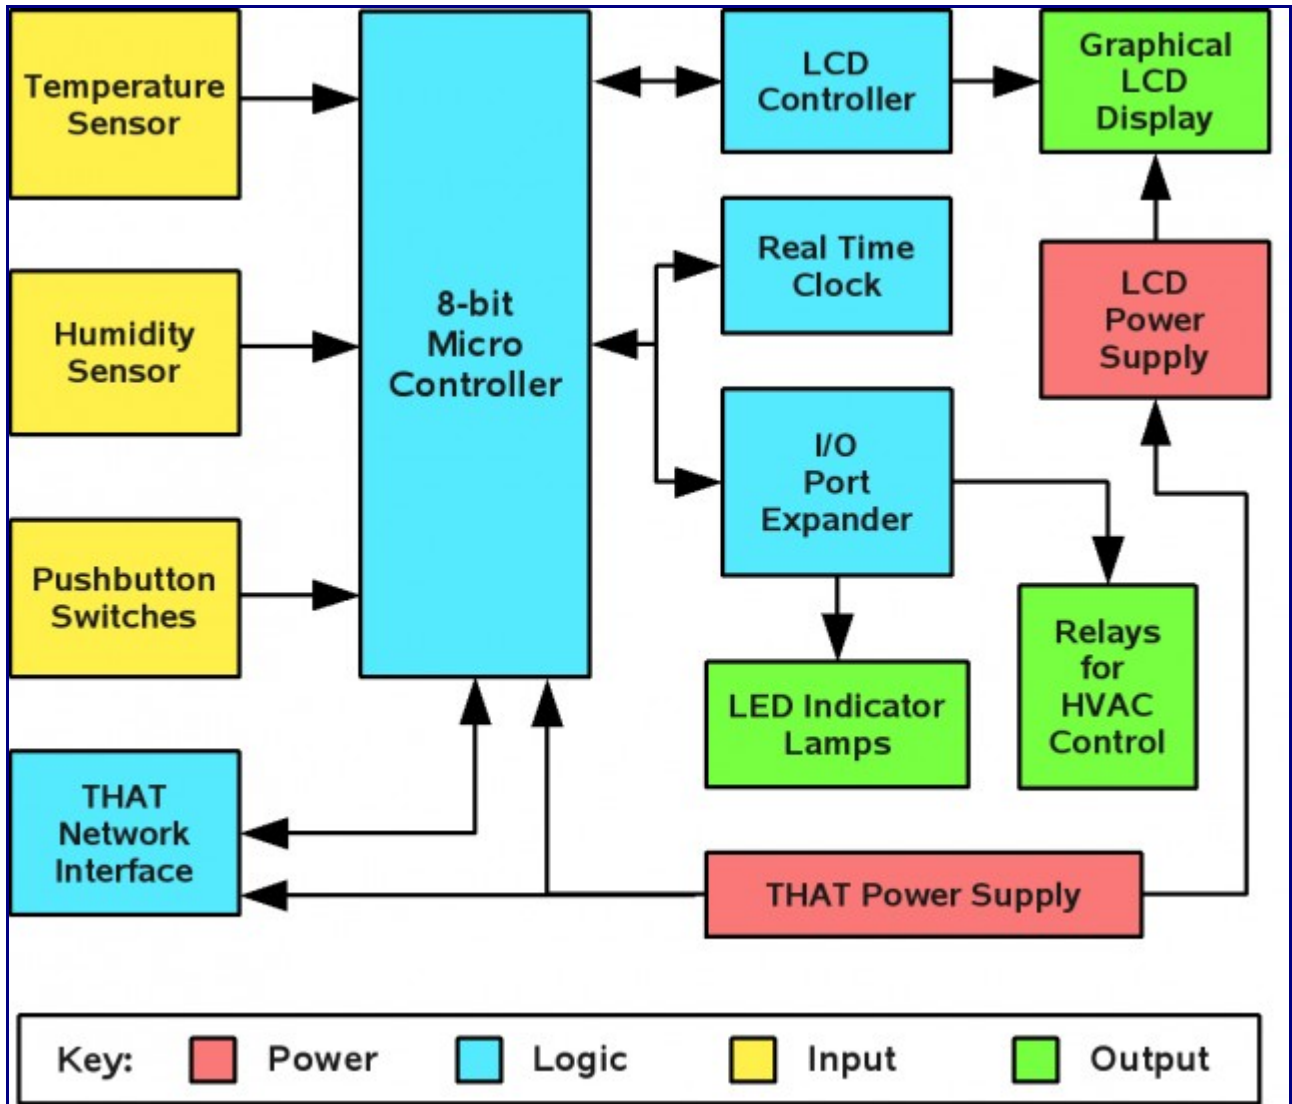 Temperature
Sensor
8-bit
Micro
Controller
LCD
Controller
Graphical
LCD
Display
Real Time
Clock
LCD
Power
Supply
Humidity
Sensor
I/O
Port
Expander
Pushbutton
Switches
Relays
for
HVAC
Control
LED Indicator
Lamps
THAT
Network
Interface
THAT Power Supply
Key: Power Logic Input Output